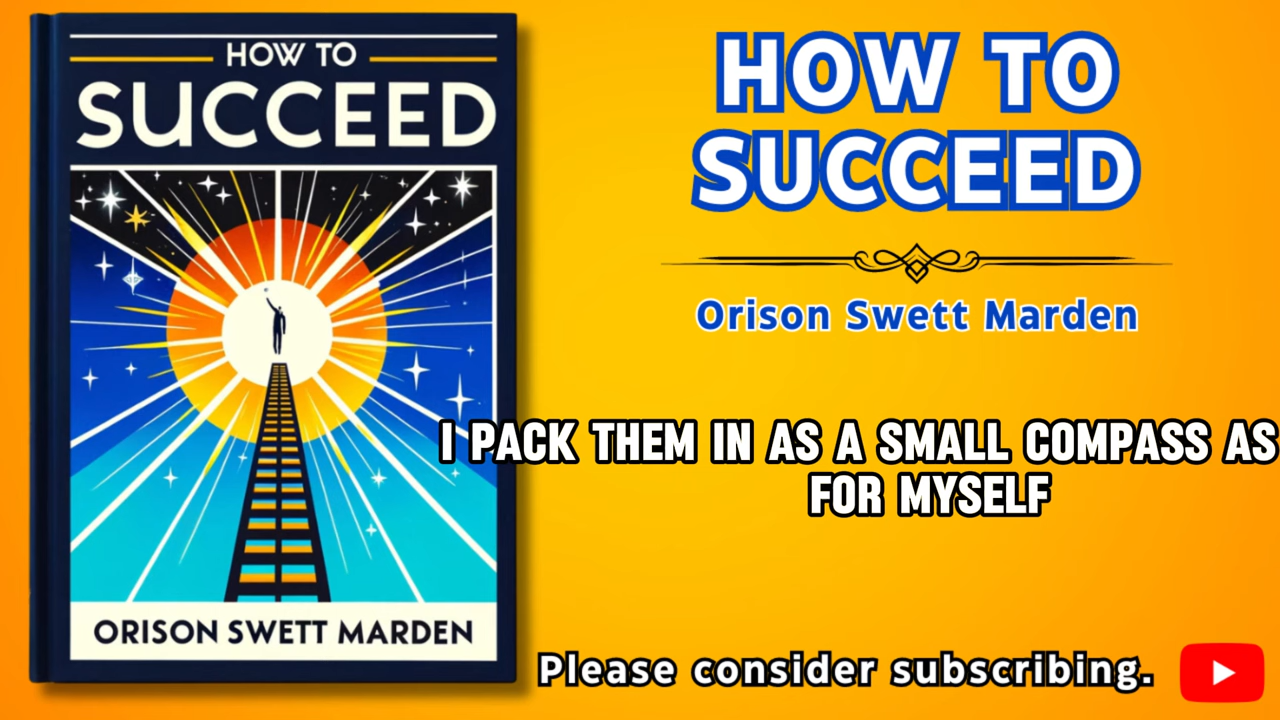 HOW TO
SUCCEED
ORISON SWETT MARDEN
HOW TO
SUCCEED
Orison Swett Marden
I PACK THEM IN AS A SMALL COMPASS AS
FOR MYSELF
Please consider subscribing.